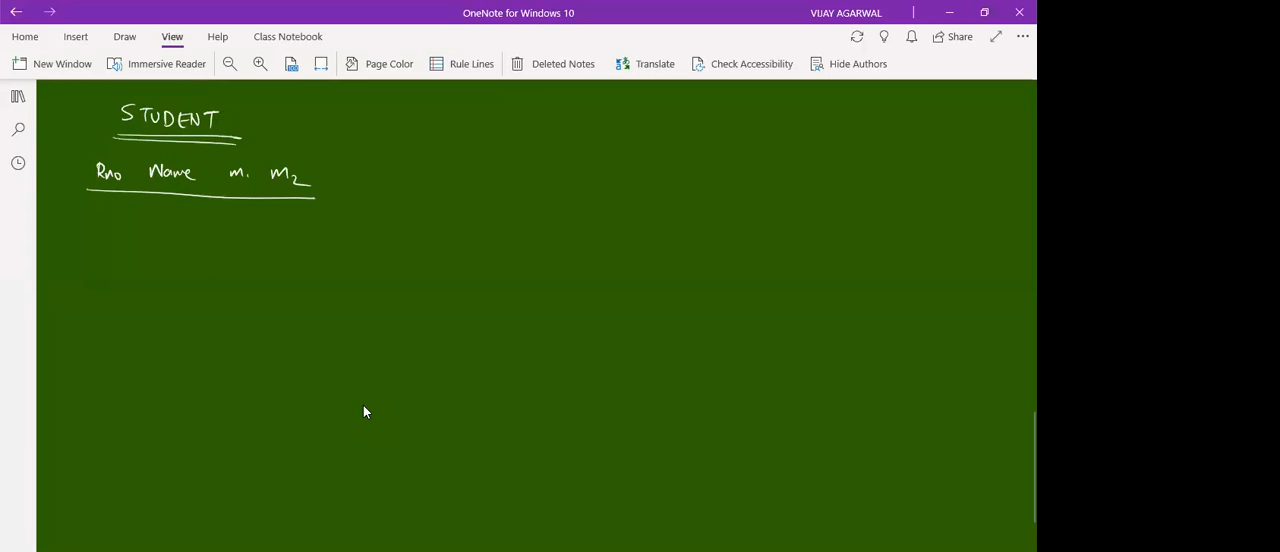 OneNote for Windows 10 VIJAY AGARWAL
Home Insert Draw View Help Class Notebook Share
New Window Immersive Reader Page Color Rule Lines Deleted Notes Translate Check Accessibility Hide Authors
STUDENT
Rno Name m1 m2